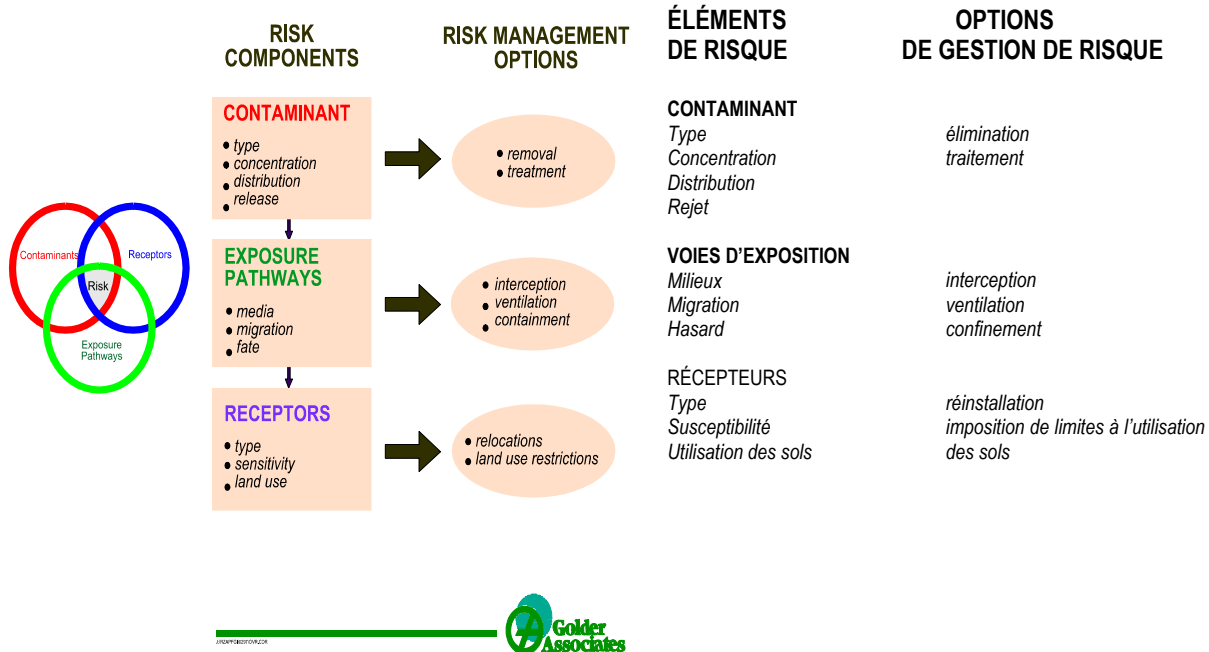 RISK
COMPONENTS
RISK MANAGEMENT
OPTIONS
CONTAMINANT
• type
• concentration
• distribution
• release
• removal
• treatment
Contaminants
Receptors
Risk
Exposure
Pathways
EXPOSURE
PATHWAYS
• media
• migration
• fate
• interception
• ventilation
• containment
RECEPTORS
• type
• sensitivity
• land use
• relocations
• land use restrictions
Golder
Associates
ÉLÉMENTS
DE RISQUE
OPTIONS
DE GESTION DE RISQUE
CONTAMINANT
Type
élimination
Concentration
traitement
Distribution
Rejet
VOIES D’EXPOSITION
Milieux
interception
Migration
ventilation
Hasard
confinement
RÉCEPTEURS
Type
réinstallation
Susceptibilité
imposition de limites à l’utilisation
Utilisation des sols
des sols